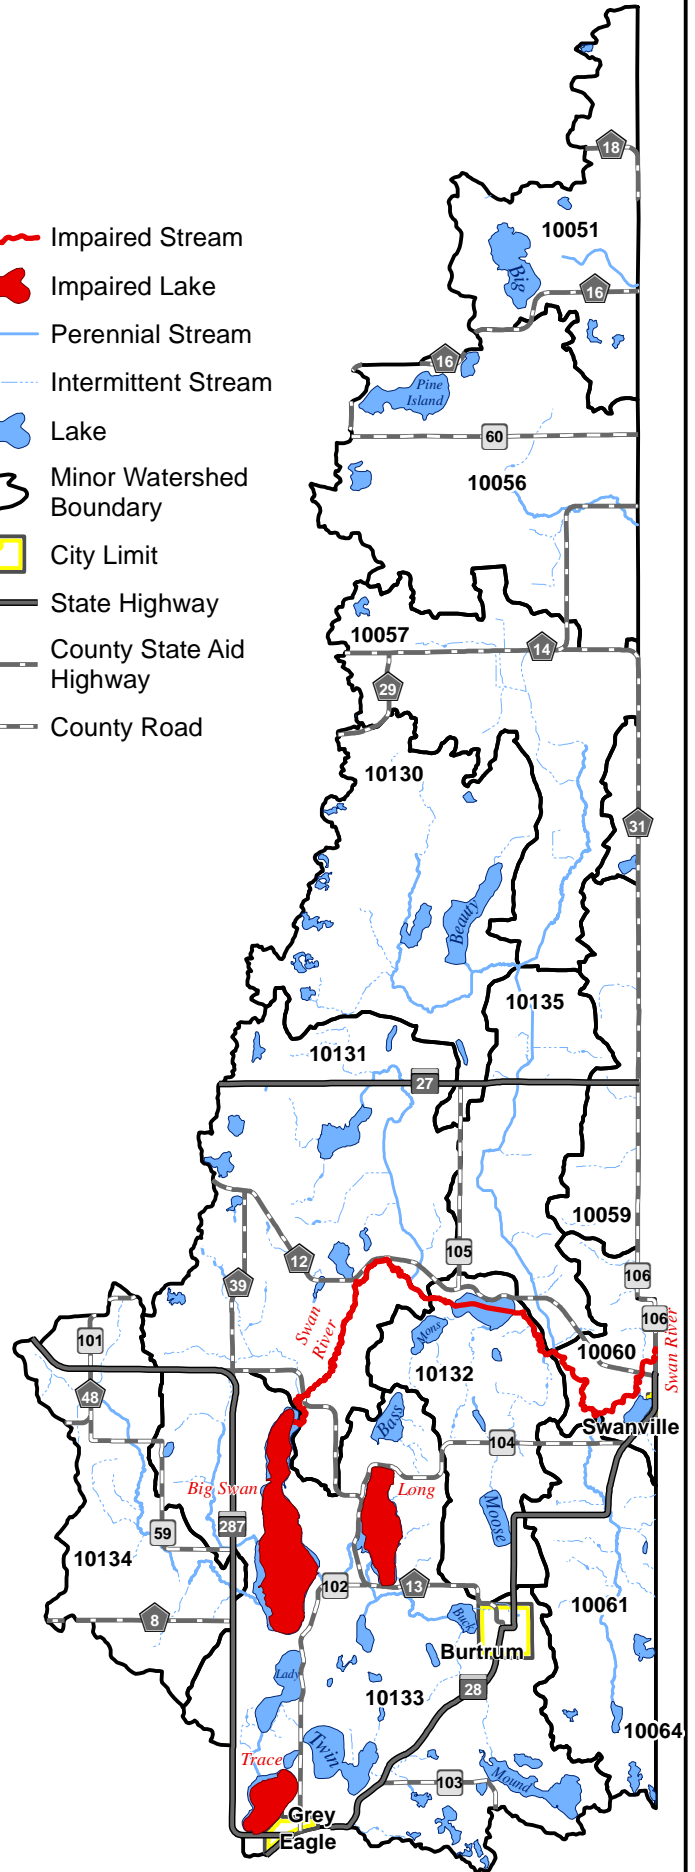 18
10051
Impaired Stream
Big
Impaired Lake
16
Perennial Stream
16
Intermittent Stream
Pine
Island
Lake
60
Minor Watershed
Boundary
10056
City Limit
State Highway
10057
County State Aid
Highway
14
29
County Road
10130
31
Beauty
10135
10131
27
10059
105
12
106
39
Swan
River
106
Swan River
101
Mons
10060
10132
48
Bass
Swanville
104
Big Swan
Long
Moose
287
59
10134
102
13
8
Buck
10061
Burtrum
Lady
28
10133
10064
Twin
Trace
Mound
103
Grey
Eagle